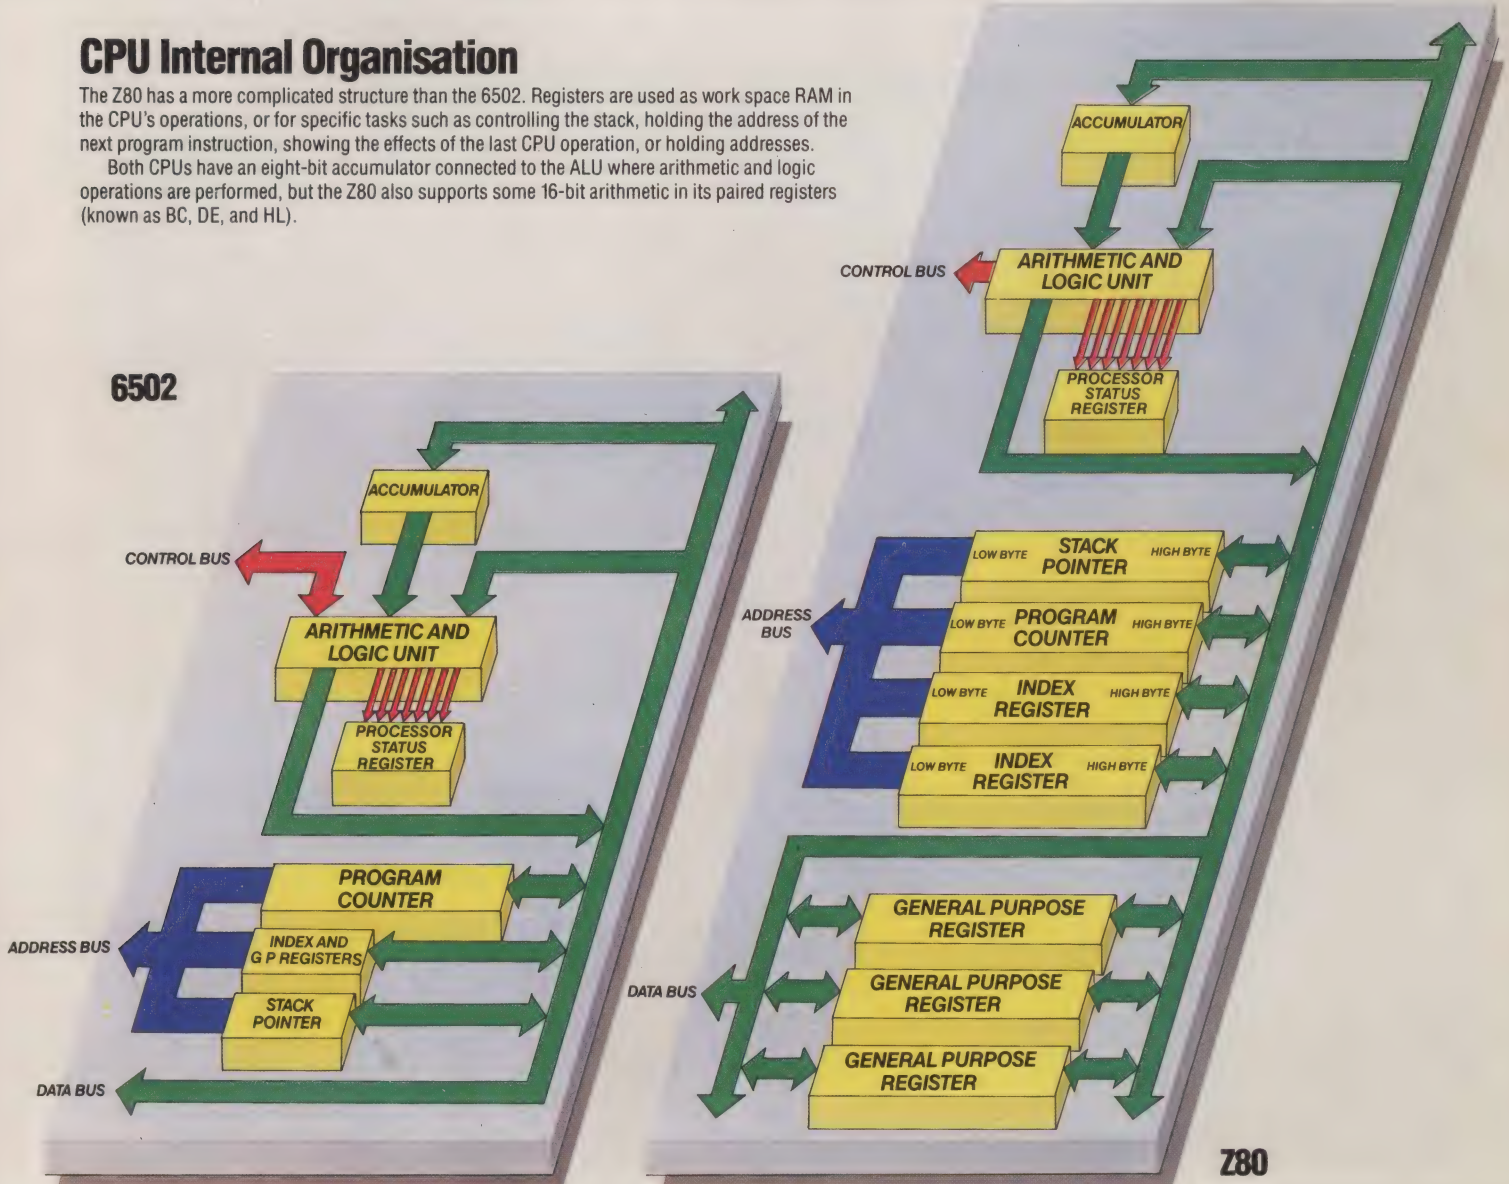 CPU Internal Organisation
The Z80 has a more complicated structure than the 6502. Registers are used as work space RAM in
the CPU's operations, or for specific tasks such as controlling the stack, holding the address of the
next program instruction, showing the effects of the last CPU operation, or holding addresses.
Both CPUs have an eight-bit accumulator connected to the ALU where arithmetic and logic
operations are performed, but the Z80 also supports some 16-bit arithmetic in its paired registers
(known as BC, DE, and HL).
6502
ACCUMULATOR
CONTROL BUS
ARITHMETIC AND
LOGIC UNIT
PROCESSOR
STATUS
REGISTER
PROGRAM
COUNTER
ADDRESS BUS
INDEX AND
G P REGISTERS
STACK
POINTER
DATA BUS
ACCUMULATOR
CONTROL BUS
ARITHMETIC AND
LOGIC UNIT
PROCESSOR
STATUS
REGISTER
LOW BYTE STACK HIGH BYTE
POINTER
ADDRESS
BUS
LOW BYTE PROGRAM HIGH BYTE
COUNTER
LOW BYTE INDEX HIGH BYTE
REGISTER
LOW BYTE INDEX HIGH BYTE
REGISTER
GENERAL PURPOSE
REGISTER
DATA BUS
GENERAL PURPOSE
REGISTER
GENERAL PURPOSE
REGISTER
Z80